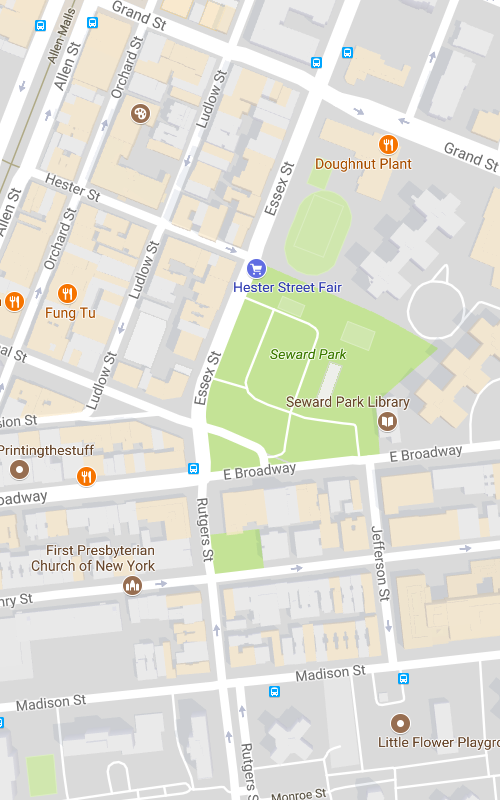 Grand St
Allen Malls
Allen St
Orchard St
Ludlow St
Doughnut Plant
Grand St
Essex St
Hester St
Allen St
Orchard St
Ludlow St
Hester Street Fair
Fung Tu
Seward Park
Essex St
Ludlow St
Seward Park Library
Printingthestuff
E Broadway
E Broadway
Rutgers St
First Presbyterian
Church of New York
Jefferson St
Madison St
Madison St
Little Flower Playgro
Rutgers S
Monroe St